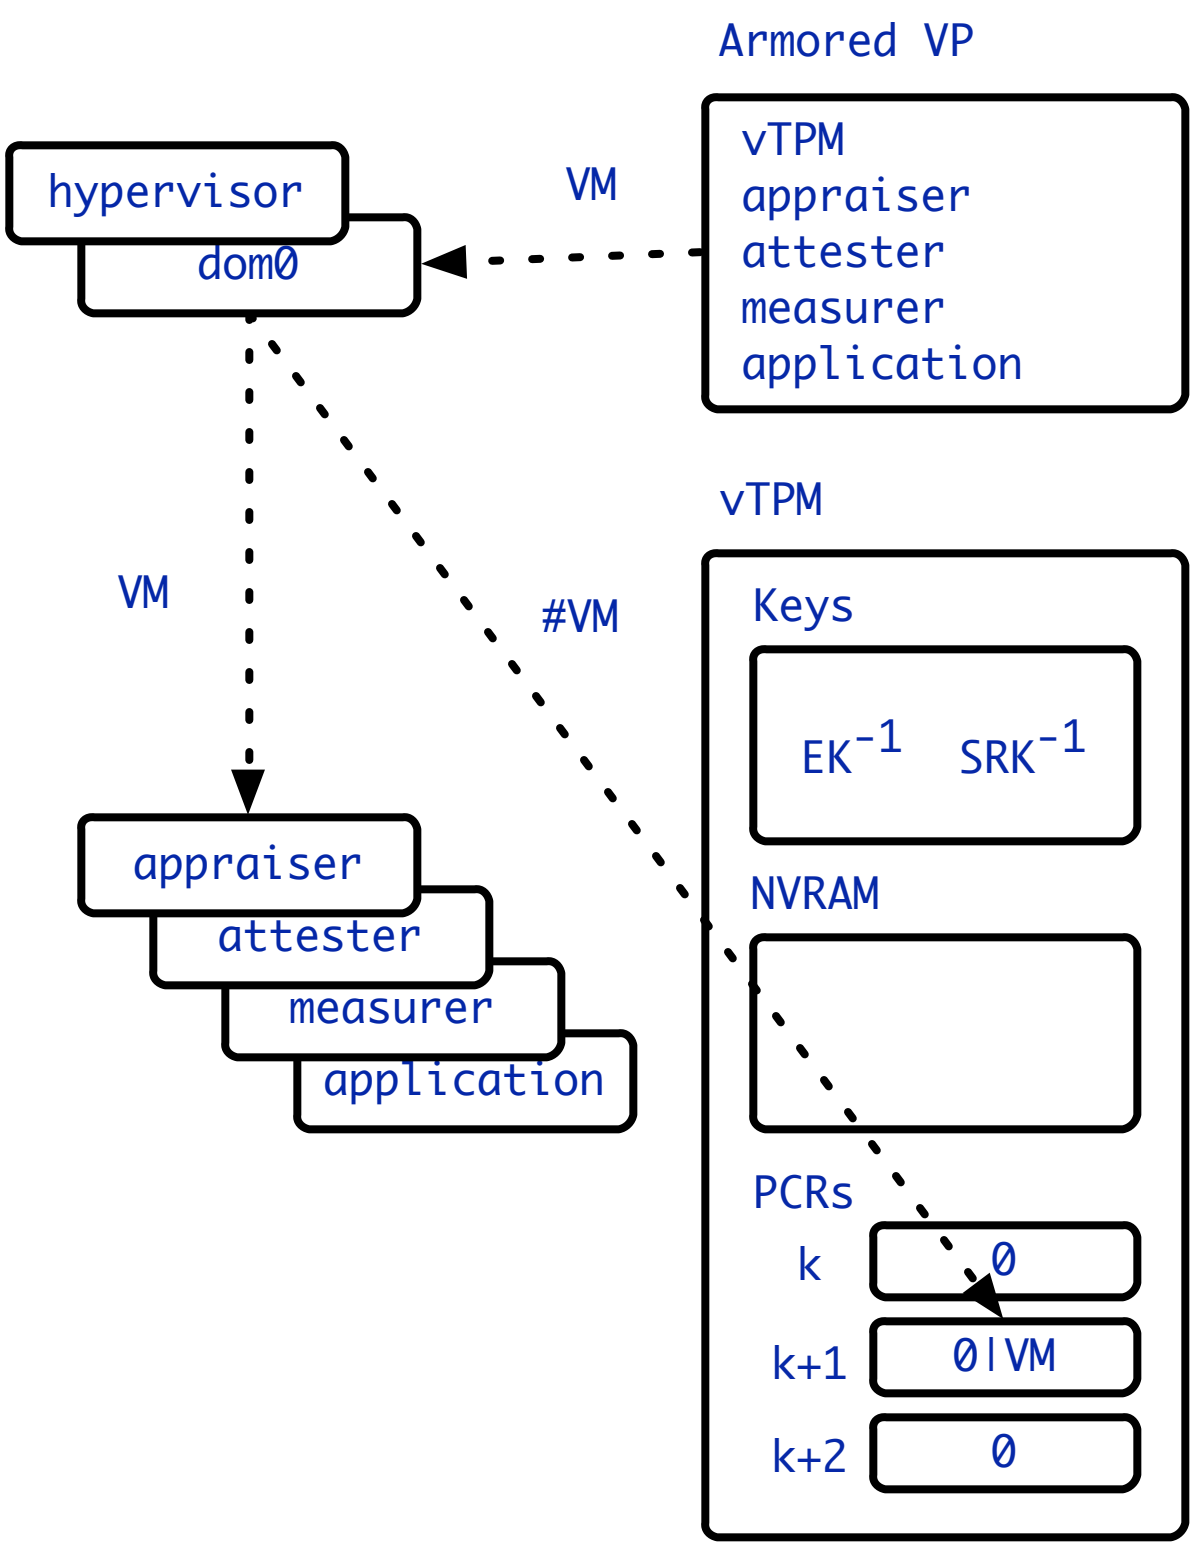 Armored VP
hypervisor
dom0
VM
vTPM
appraiser
attester
measurer
application
VM
#VM
appraiser
attester
measurer
application
vTPM
Keys
EK⁻¹ SRK⁻¹
NVRAM
PCRs
k 0
k+1 0|VM
k+2 0